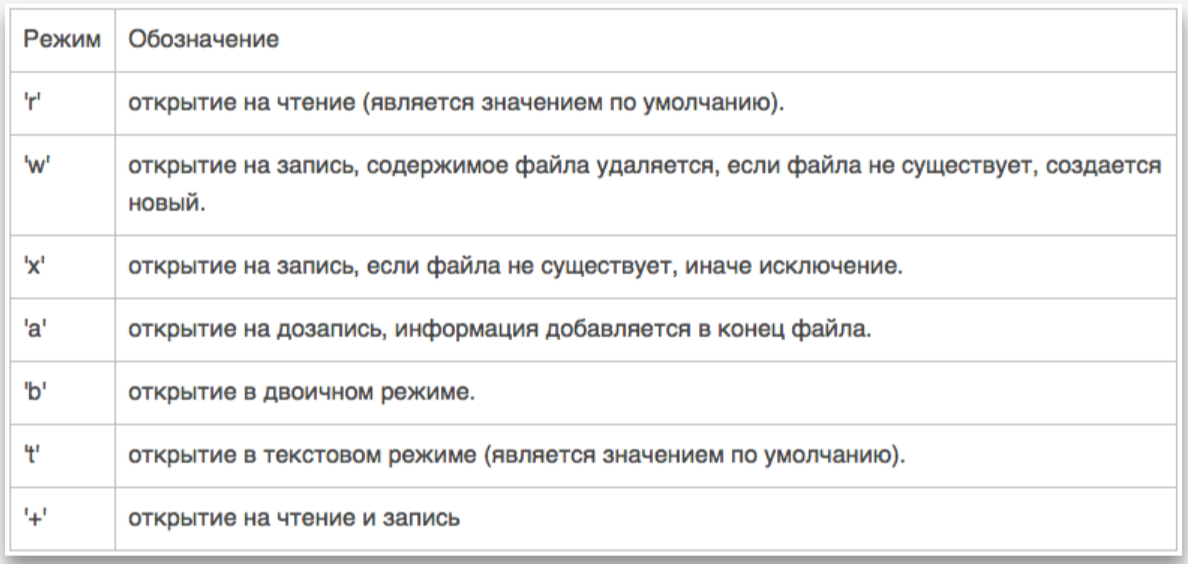 Режим Обозначение
'r' открытие на чтение (является значением по умолчанию).
'w' открытие на запись, содержимое файла удаляется, если файла не существует, создается
новый.
'x' открытие на запись, если файла не существует, иначе исключение.
'a' открытие на дозапись, информация добавляется в конец файла.
'b' открытие в двоичном режиме.
't' открытие в текстовом режиме (является значением по умолчанию).
'+' открытие на чтение и запись